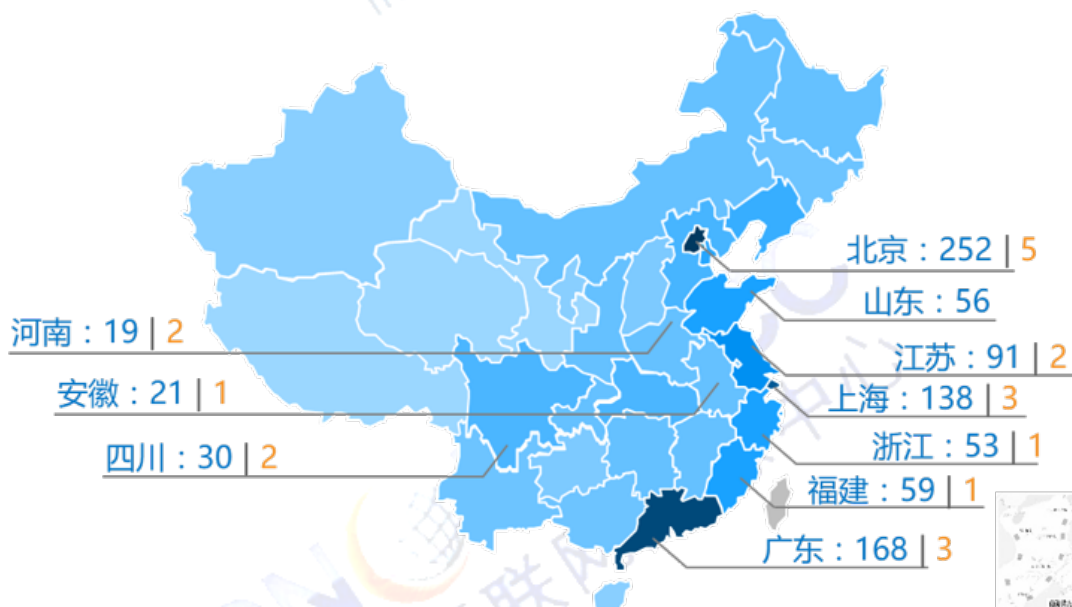 北京：252 | 5
山东：56
河南：19 | 2
江苏：91 | 2
安徽：21 | 1
上海：138 | 3
浙江：53 | 1
四川：30 | 2
福建：59 | 1
广东：168 | 3